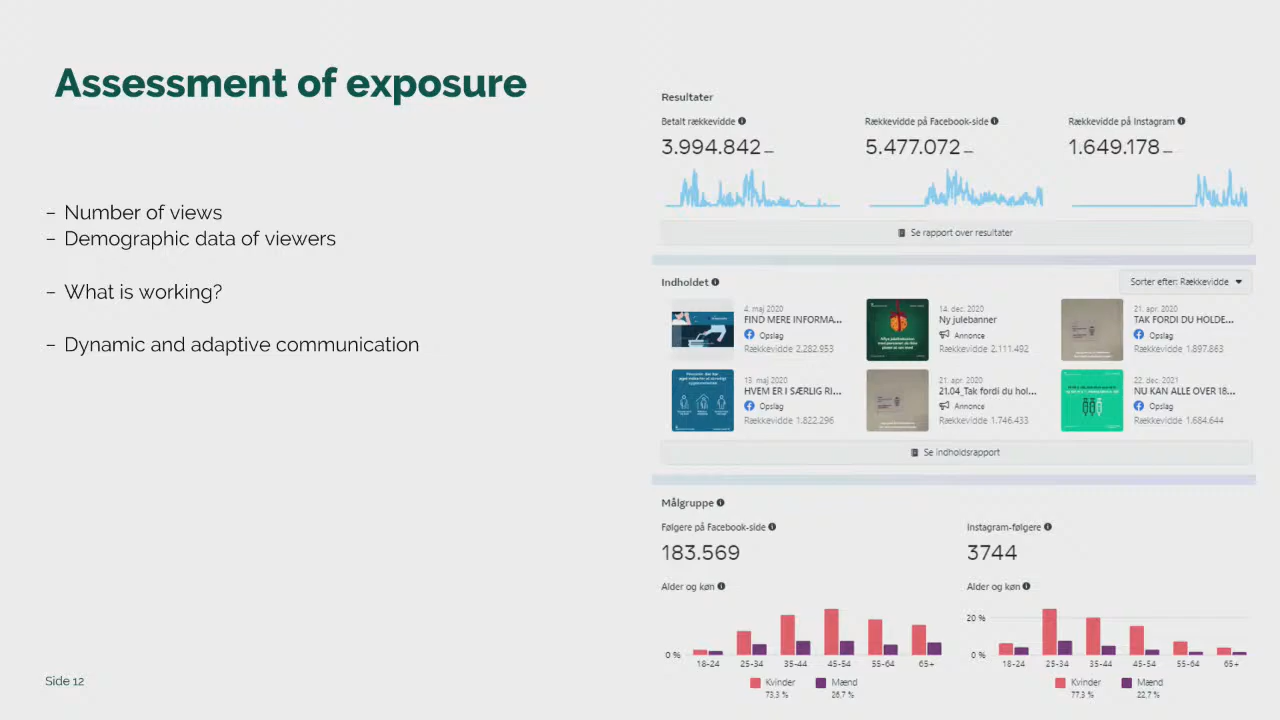 Assessment of exposure
– Number of views
– Demographic data of viewers
– What is working?
– Dynamic and adaptive communication
Side 12
Resultater
Betalt rækkevidde
3.994.842 –
Rækkevidde på Facebook-side
5.477.072 –
Rækkevidde på Instagram
1.649.178 –
Se rapport over resultater
Indholdet
Sorter efter: Rækkevidde
4. maj 2020
FIND MERE INFORMA...
Opslag
Rækkevidde 2.282.953
14. dec. 2020
Ny julebanner
Annonce
Rækkevidde 2.111.492
21. apr. 2020
TAK FORDI DU HOLDE...
Opslag
Rækkevidde 1.897.863
13. maj 2020
HVEM ER I SÆRLIG RI...
Opslag
Rækkevidde 1.822.296
21. apr. 2020
21.04_Tak fordi du hol...
Annonce
Rækkevidde 1.746.433
22. dec. 2021
NU KAN ALLE OVER 18...
Opslag
Rækkevidde 1.684.644
Se indholdsrapport
Målgruppe
Følgere på Facebook-side
183.569
Alder og køn
0 %
18-24 25-34 35-44 45-54 55-64 65+
Kvinder
73,3 %
Mænd
26,7 %
Instagram-følgere
3744
Alder og køn
20 %
0 %
18-24 25-34 35-44 45-54 55-64 65+
Kvinder
77,3 %
Mænd
22,7 %